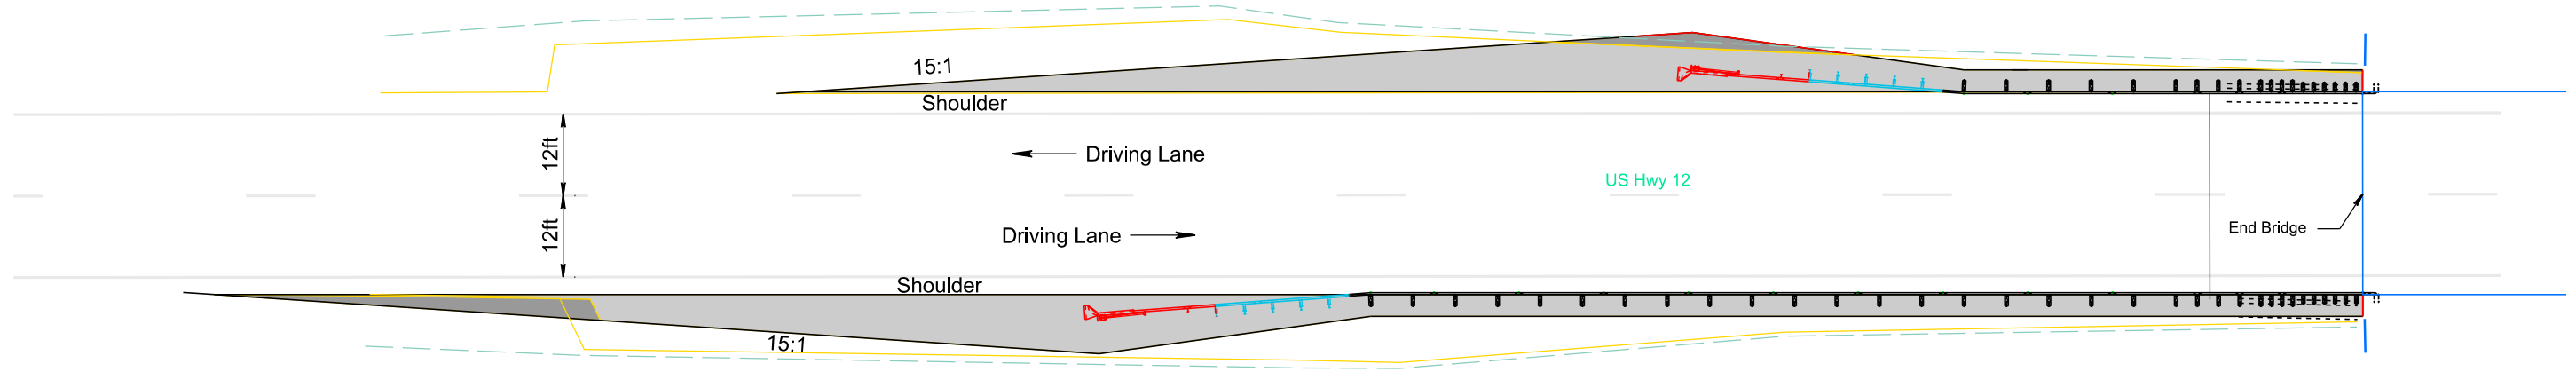 15:1
Shoulder
12ft
Driving Lane
US Hwy 12
12ft
Driving Lane
End Bridge
Shoulder
15:1